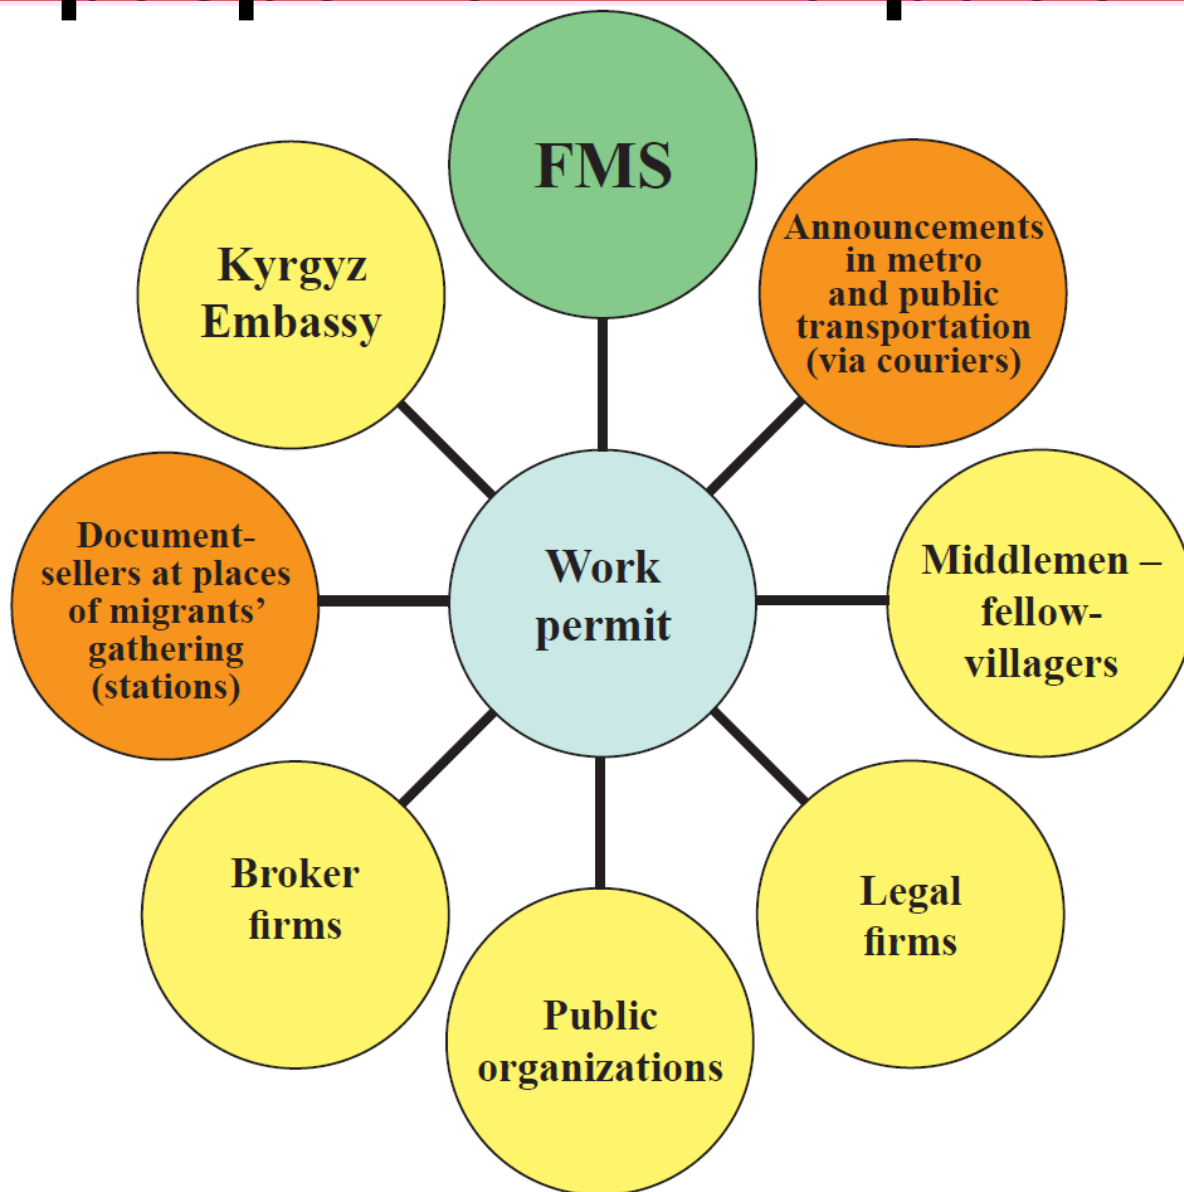 FMS
Announcements
in metro
and public
transportation
(via couriers)
Kyrgyz
Embassy
Document-
sellers at places
of migrants’
gathering
(stations)
Work
permit
Middlemen –
fellow-
villagers
Broker
firms
Legal
firms
Public
organizations